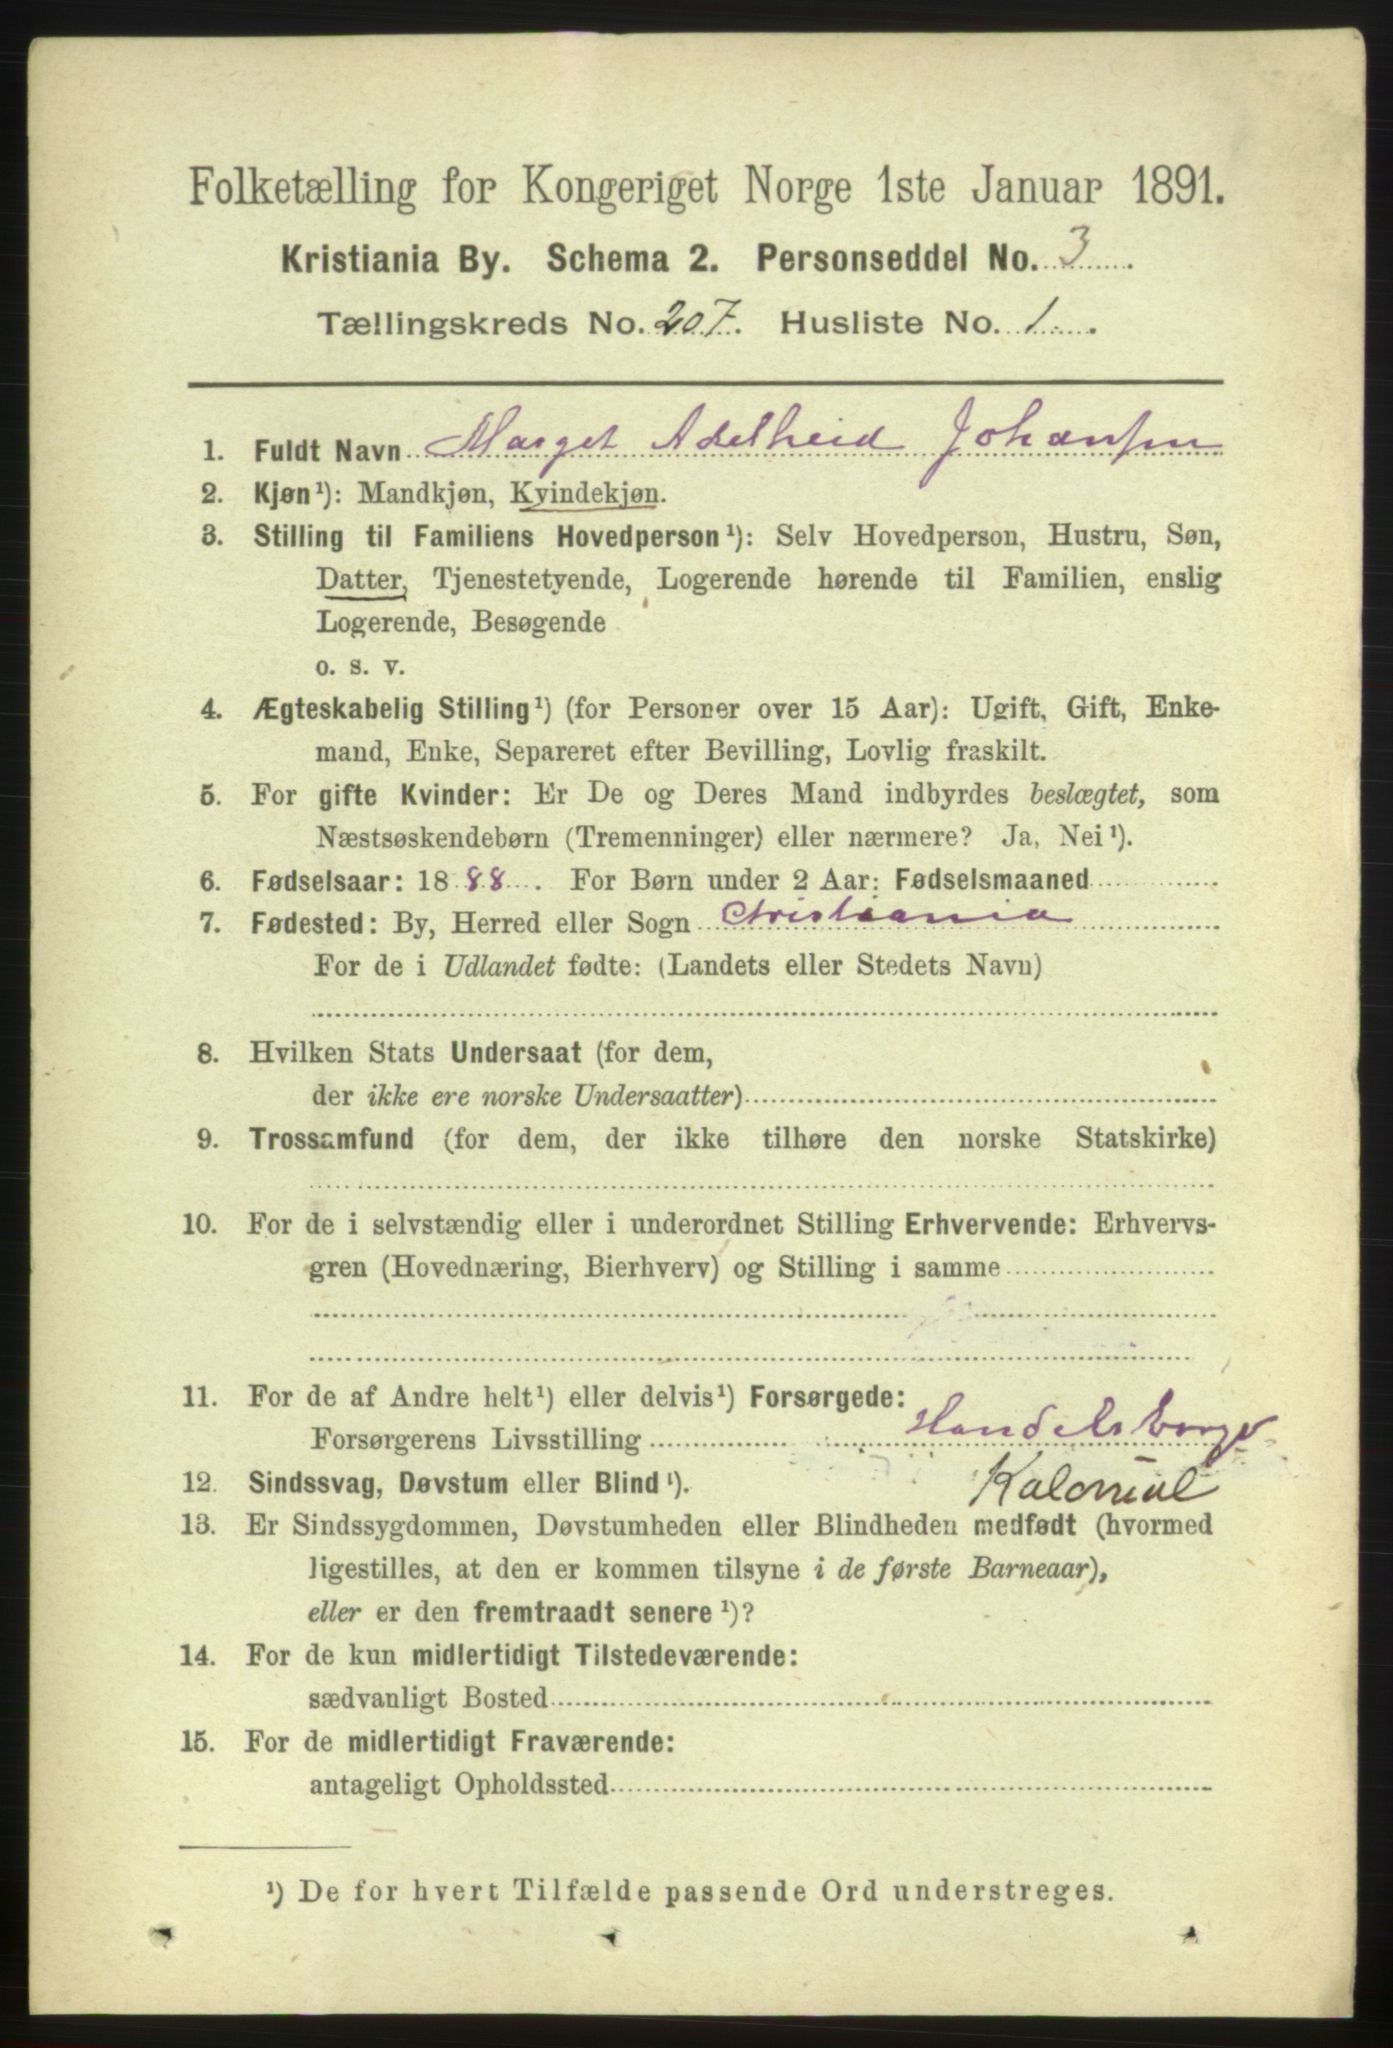 Folketælling for Kongeriget Norge 1ste Januar 1891.
Kristiania By. Schema 2. Personseddel No. 3
Tællingskreds No. 207. Husliste No. 1.
1. Fuldt Navn Marget Adelheid Johansen
2. Kjøn¹): Mandkjøn, Kvindekjøn.
3. Stilling til Familiens Hovedperson¹): Selv Hovedperson, Hustru, Søn,
Datter, Tjenestetyende, Logerende hørende til Familien, enslig
Logerende, Besøgende
o. s. v.
4. Ægteskabelig Stilling¹) (for Personer over 15 Aar): Ugift, Gift, Enke-
mand, Enke, Separeret efter Bevilling, Lovlig fraskilt.
5. For gifte Kvinder: Er De og Deres Mand indbyrdes beslægtet, som
Næstsøskendebørn (Tremenninger) eller nærmere? Ja, Nei¹).
6. Fødselsaar: 1888. For Børn under 2 Aar: Fødselsmaaned
7. Fødested: By, Herred eller Sogn Christiania
For de i Udlandet fødte: (Landets eller Stedets Navn)
8. Hvilken Stats Undersaat (for dem,
der ikke ere norske Undersaatter)
9. Trossamfund (for dem, der ikke tilhøre den norske Statskirke)
10. For de i selvstændig eller i underordnet Stilling Erhvervende: Erhvervs-
gren (Hovednæring, Bierhverv) og Stilling i samme
11. For de af Andre helt¹) eller delvis¹) Forsørgede:
Forsørgerens Livsstilling Handelsborger
12. Sindssvag, Døvstum eller Blind¹). Kolonial
13. Er Sindssygdommen, Døvstumheden eller Blindheden medfødt (hvormed
ligestilles, at den er kommen tilsyne i de første Barneaar),
eller er den fremtraadt senere¹)?
14. For de kun midlertidigt Tilstedeværende:
sædvanligt Bosted
15. For de midlertidigt Fraværende:
antageligt Opholdssted
¹) De for hvert Tilfælde passende Ord understreges.